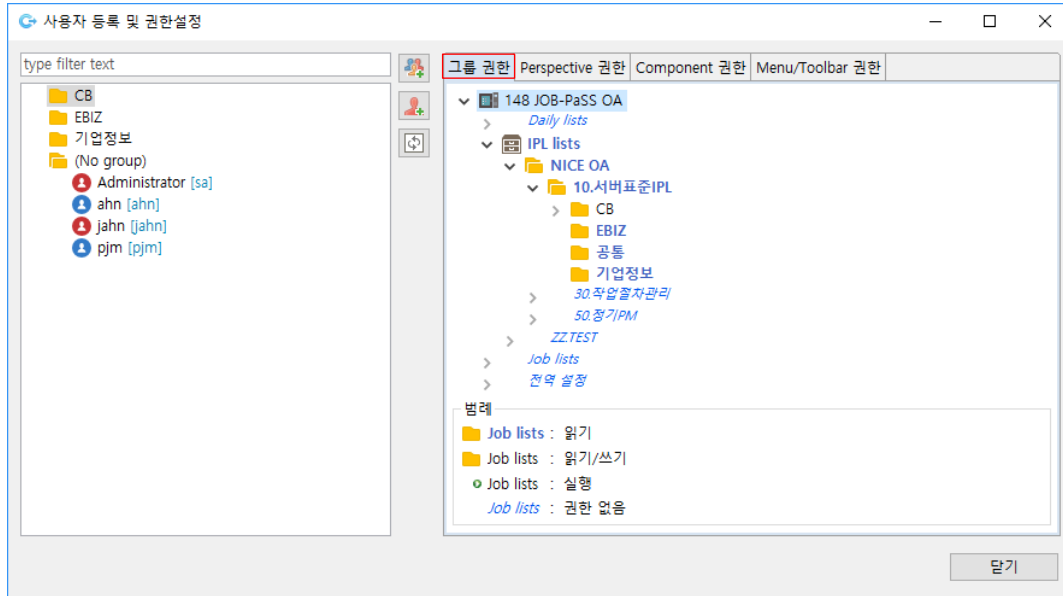 사용자 등록 및 권한설정
type filter text
CB
EBIZ
기업정보
(No group)
Administrator [sa]
ahn [ahn]
jahn [jahn]
pjm [pjm]
그룹 권한 Perspective 권한 Component 권한 Menu/Toolbar 권한
148 JOB-PaSS OA
Daily lists
IPL lists
NICE OA
10.서버표준IPL
CB
EBIZ
공통
기업정보
30.작업절차관리
50.정기PM
ZZ.TEST
Job lists
전역 설정
범례
Job lists : 읽기
Job lists : 읽기/쓰기
Job lists : 실행
Job lists : 권한 없음
닫기